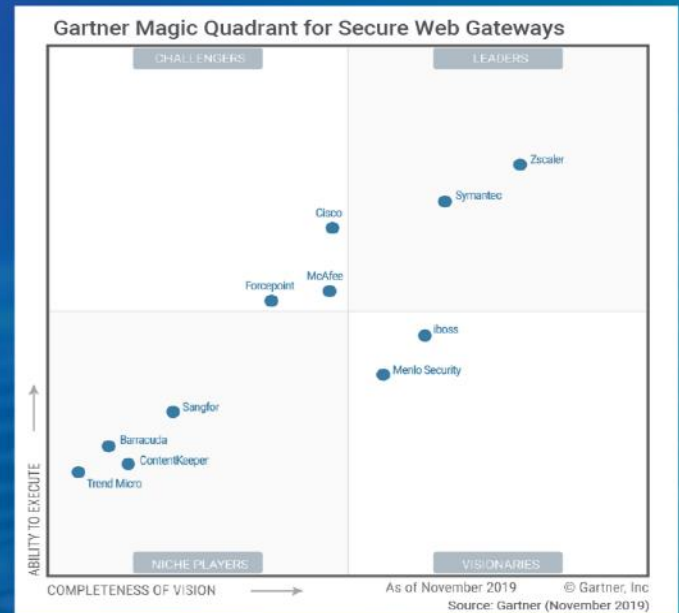 Gartner Magic Quadrant for Secure Web Gateways
CHALLENGERS
LEADERS
Zscaler
Symantec
Cisco
McAfee
Forcepoint
iboss
Menlo Security
Sangfor
Barracuda
ContentKeeper
Trend Micro
ABILITY TO EXECUTE
NICHE PLAYERS
VISIONARIES
COMPLETENESS OF VISION
As of November 2019 © Gartner, Inc
Source: Gartner (November 2019)